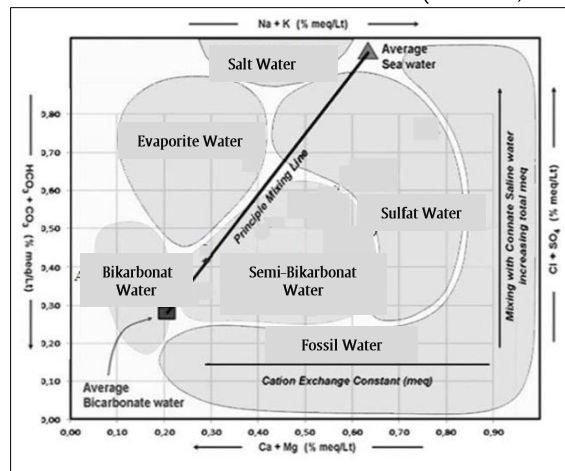 Na + K (% meq/Lt)
Average
Sea water
Salt Water
Evaporite Water
Principle Mixing Line
Sulfat Water
Bikarbonat
Water
Semi-Bikarbonat
Water
Fossil Water
Cation Exchange Constant (meq)
Average
Bicarbonate water
Mixing with Connate Saline water
increasing total meq
HCO3 + CO3 (% meq/Lt)
Cl + SO4 (% meq/Lt)
0,80
0,70
0,60
0,50
0,40
0,30
0,20
0,10
0,00
0,00 0,10 0,20 0,30 0,40 0,50 0,60 0,70 0,80 0,90
Ca + Mg (% meq/Lt)